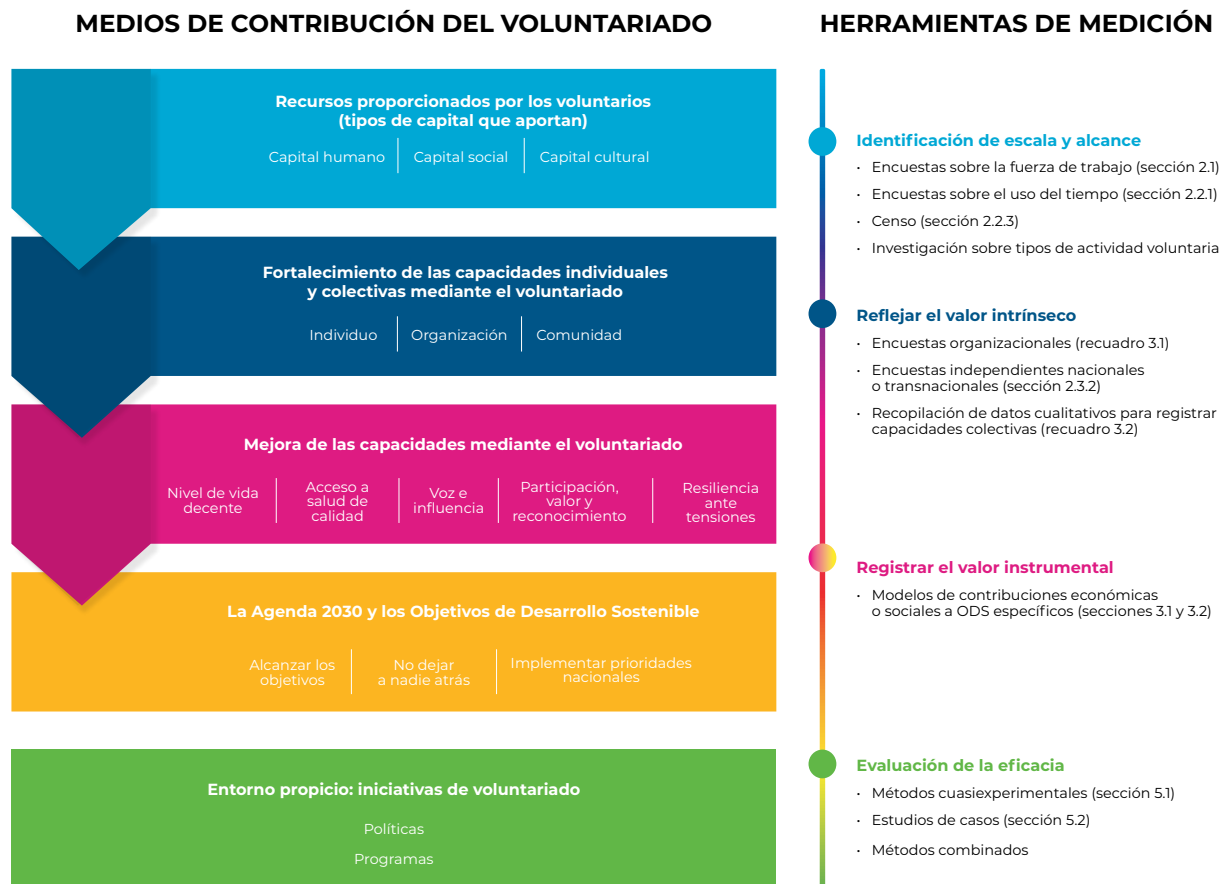 MEDIOS DE CONTRIBUCIÓN DEL VOLUNTARIADO
Recursos proporcionados por los voluntarios
(tipos de capital que aportan)
Capital humano
Capital social
Capital cultural
Fortalecimiento de las capacidades individuales
y colectivas mediante el voluntariado
Individuo
Organización
Comunidad
Mejora de las capacidades mediante el voluntariado
Nivel de vida
decente
Acceso a
salud de
calidad
Voz e
influencia
Participación,
valor y
reconocimiento
Resiliencia
ante
tensiones
La Agenda 2030 y los Objetivos de Desarrollo Sostenible
Alcanzar los
objetivos
No dejar
a nadie atrás
Implementar prioridades
nacionales
Entorno propicio: iniciativas de voluntariado
Políticas
Programas
HERRAMIENTAS DE MEDICIÓN
Identificación de escala y alcance
• Encuestas sobre la fuerza de trabajo (sección 2.1)
• Encuestas sobre el uso del tiempo (sección 2.2.1)
• Censo (sección 2.2.3)
• Investigación sobre tipos de actividad voluntaria
Reflejar el valor intrínseco
• Encuestas organizacionales (recuadro 3.1)
• Encuestas independientes nacionales
o transnacionales (sección 2.3.2)
• Recopilación de datos cualitativos para registrar
capacidades colectivas (recuadro 3.2)
Registrar el valor instrumental
• Modelos de contribuciones económicas
o sociales a ODS específicos (secciones 3.1 y 3.2)
Evaluación de la eficacia
• Métodos cuasiexperimentales (sección 5.1)
• Estudios de casos (sección 5.2)
• Métodos combinados